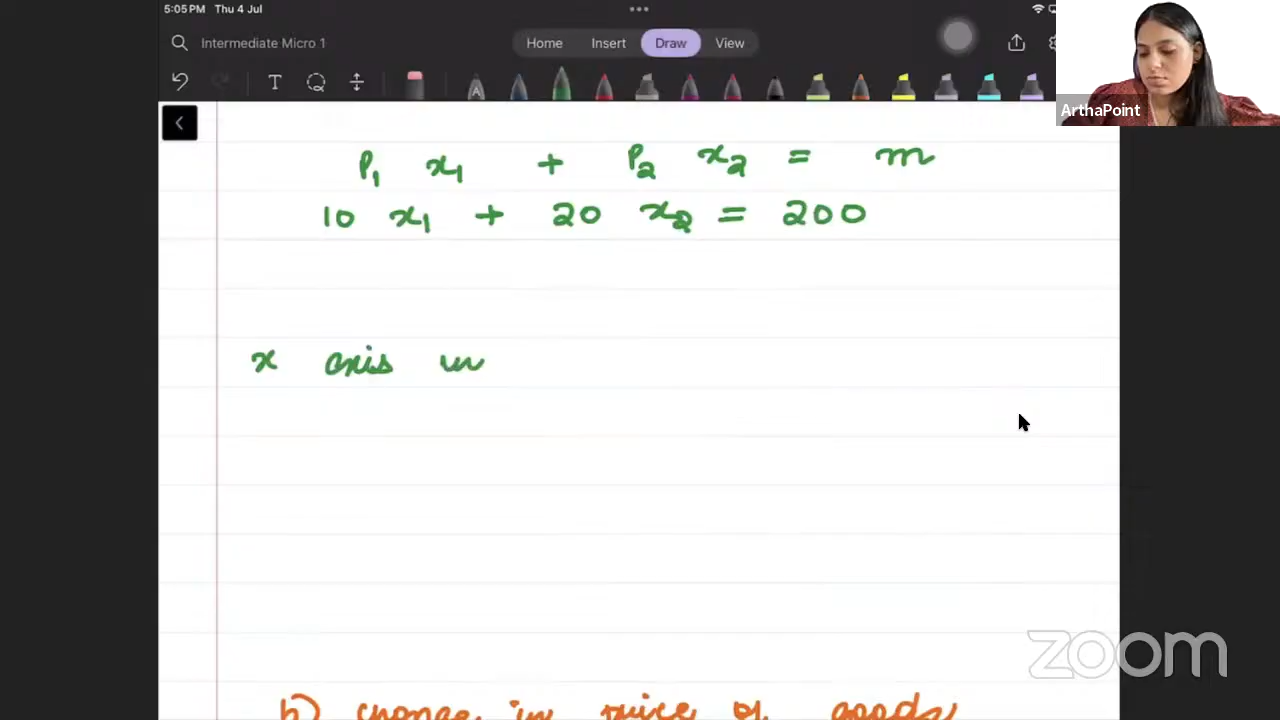 5:05 PM Thu 4 Jul
Intermediate Micro 1
Home Insert Draw View
T
A
ArthaPoint
P₁ x₁ + P₂ x₂ = m
10 x₁ + 20 x₂ = 200
x axis in
b) change in price of goods
zoom